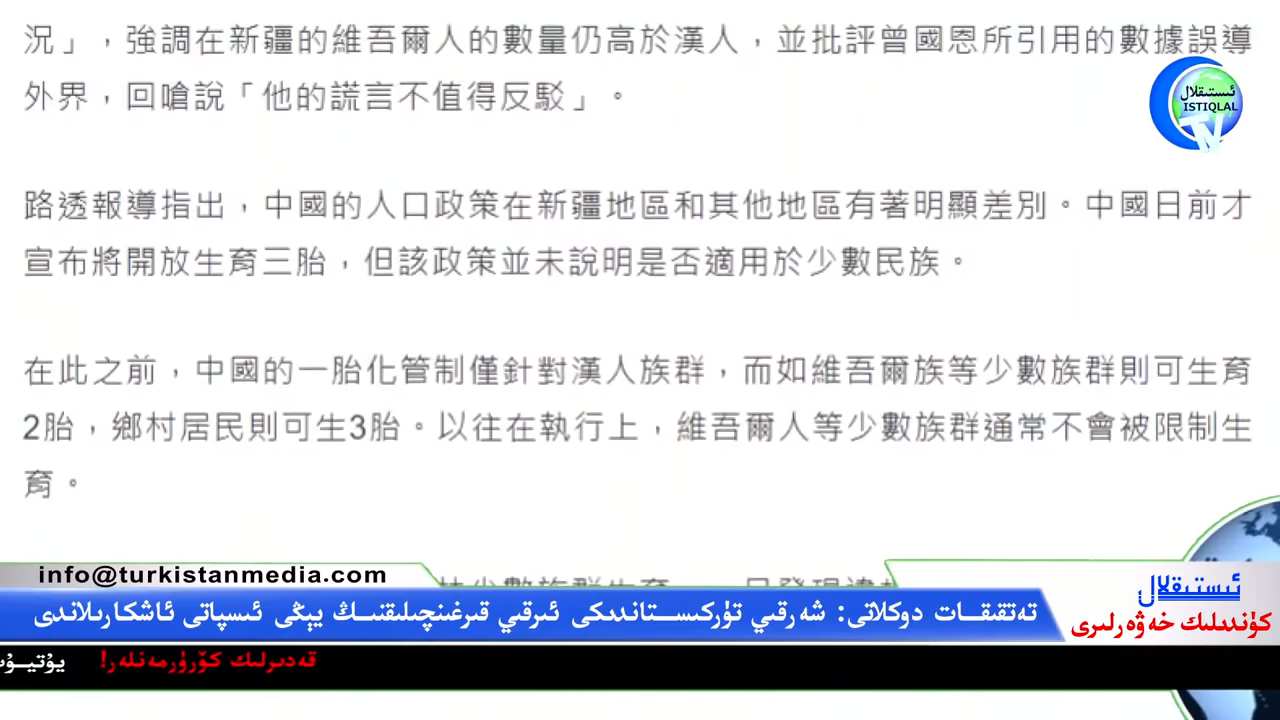 況」，強調在新疆的維吾爾人的數量仍高於漢人，並批評曾國恩所引用的數據誤導
外界，回嗆說「他的謊言不值得反駁」。
ئىستىقلال
ISTIQLAL
TV
路透報導指出，中國的人口政策在新疆地區和其他地區有著明顯差別。中國日前才
宣布將開放生育三胎，但該政策並未說明是否適用於少數民族。
在此之前，中國的一胎化管制僅針對漢人族群，而如維吾爾族等少數族群則可生育
2胎，鄉村居民則可生3胎。以往在執行上，維吾爾人等少數族群通常不會被限制生
育。
info@turkistanmedia.com
ئىستىقلال
كۈندىلىك خەۋەرلىرى
تەتقىقات دوكلاتى: شەرقىي تۈركىستاندىكى ئىرقىي قىرغىنچىلىقنىڭ يېڭى ئىسپاتى ئاشكارىلاندى
قەدىرلىك كۆرۈرمەنلەر!